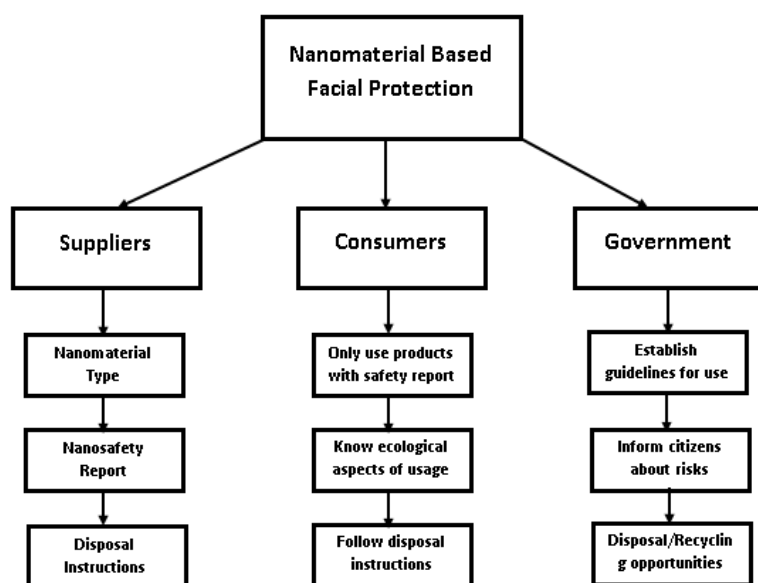 Nanomaterial Based
Facial Protection
Suppliers
Consumers
Government
Nanomaterial
Type
Only use products
with safety report
Establish
guidelines for use
Nanosafety
Report
Know ecological
aspects of usage
Inform citizens
about risks
Disposal
Instructions
Follow disposal
instructions
Disposal/Recyclin
g opportunities